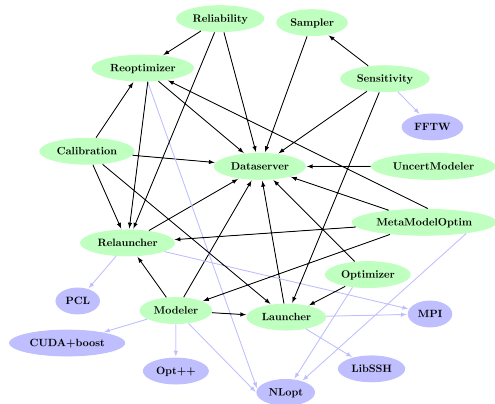 Reliability
Sampler
Reoptimizer
Sensitivity
FFTW
Calibration
Dataserver
UncertModeler
MetaModelOptim
Relauncher
Optimizer
PCL
Modeler
Launcher
MPI
CUDA+boost
Opt++
LibSSH
NLopt